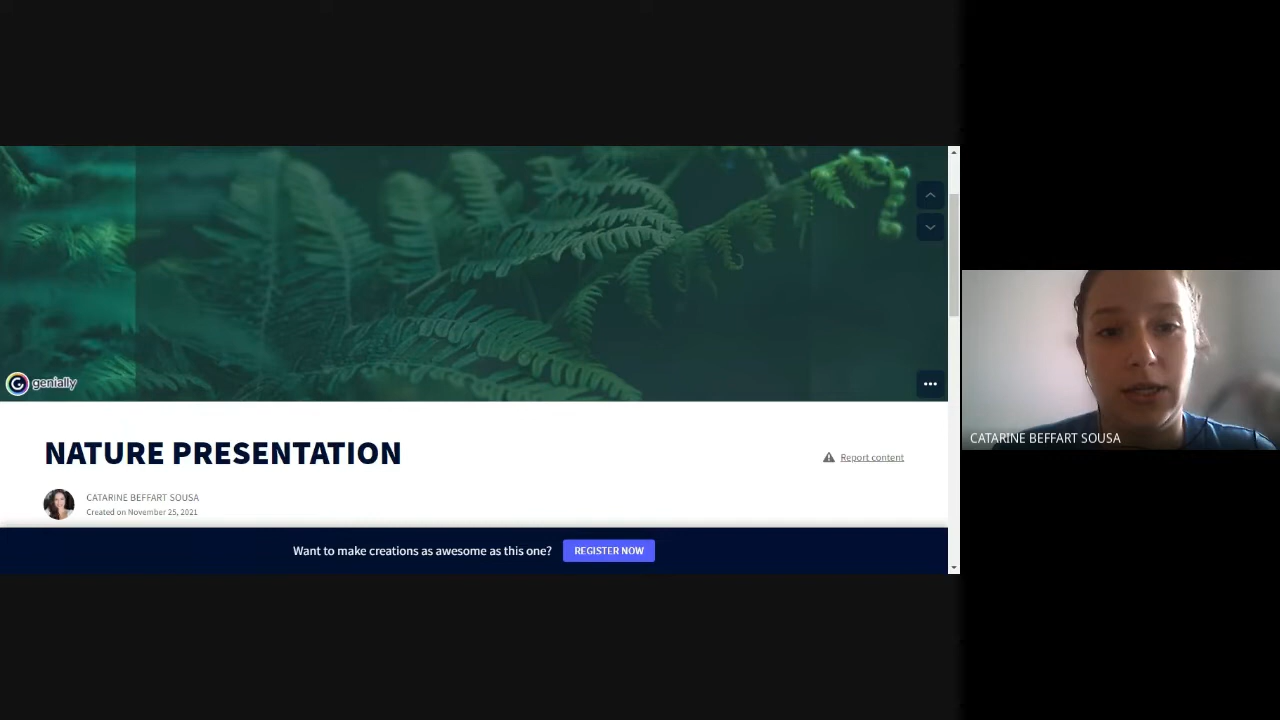 genially
NATURE PRESENTATION
Report content
CATARINE BEFFART SOUSA
Created on November 25, 2021
Want to make creations as awesome as this one?
REGISTER NOW
CATARINE BEFFART SOUSA